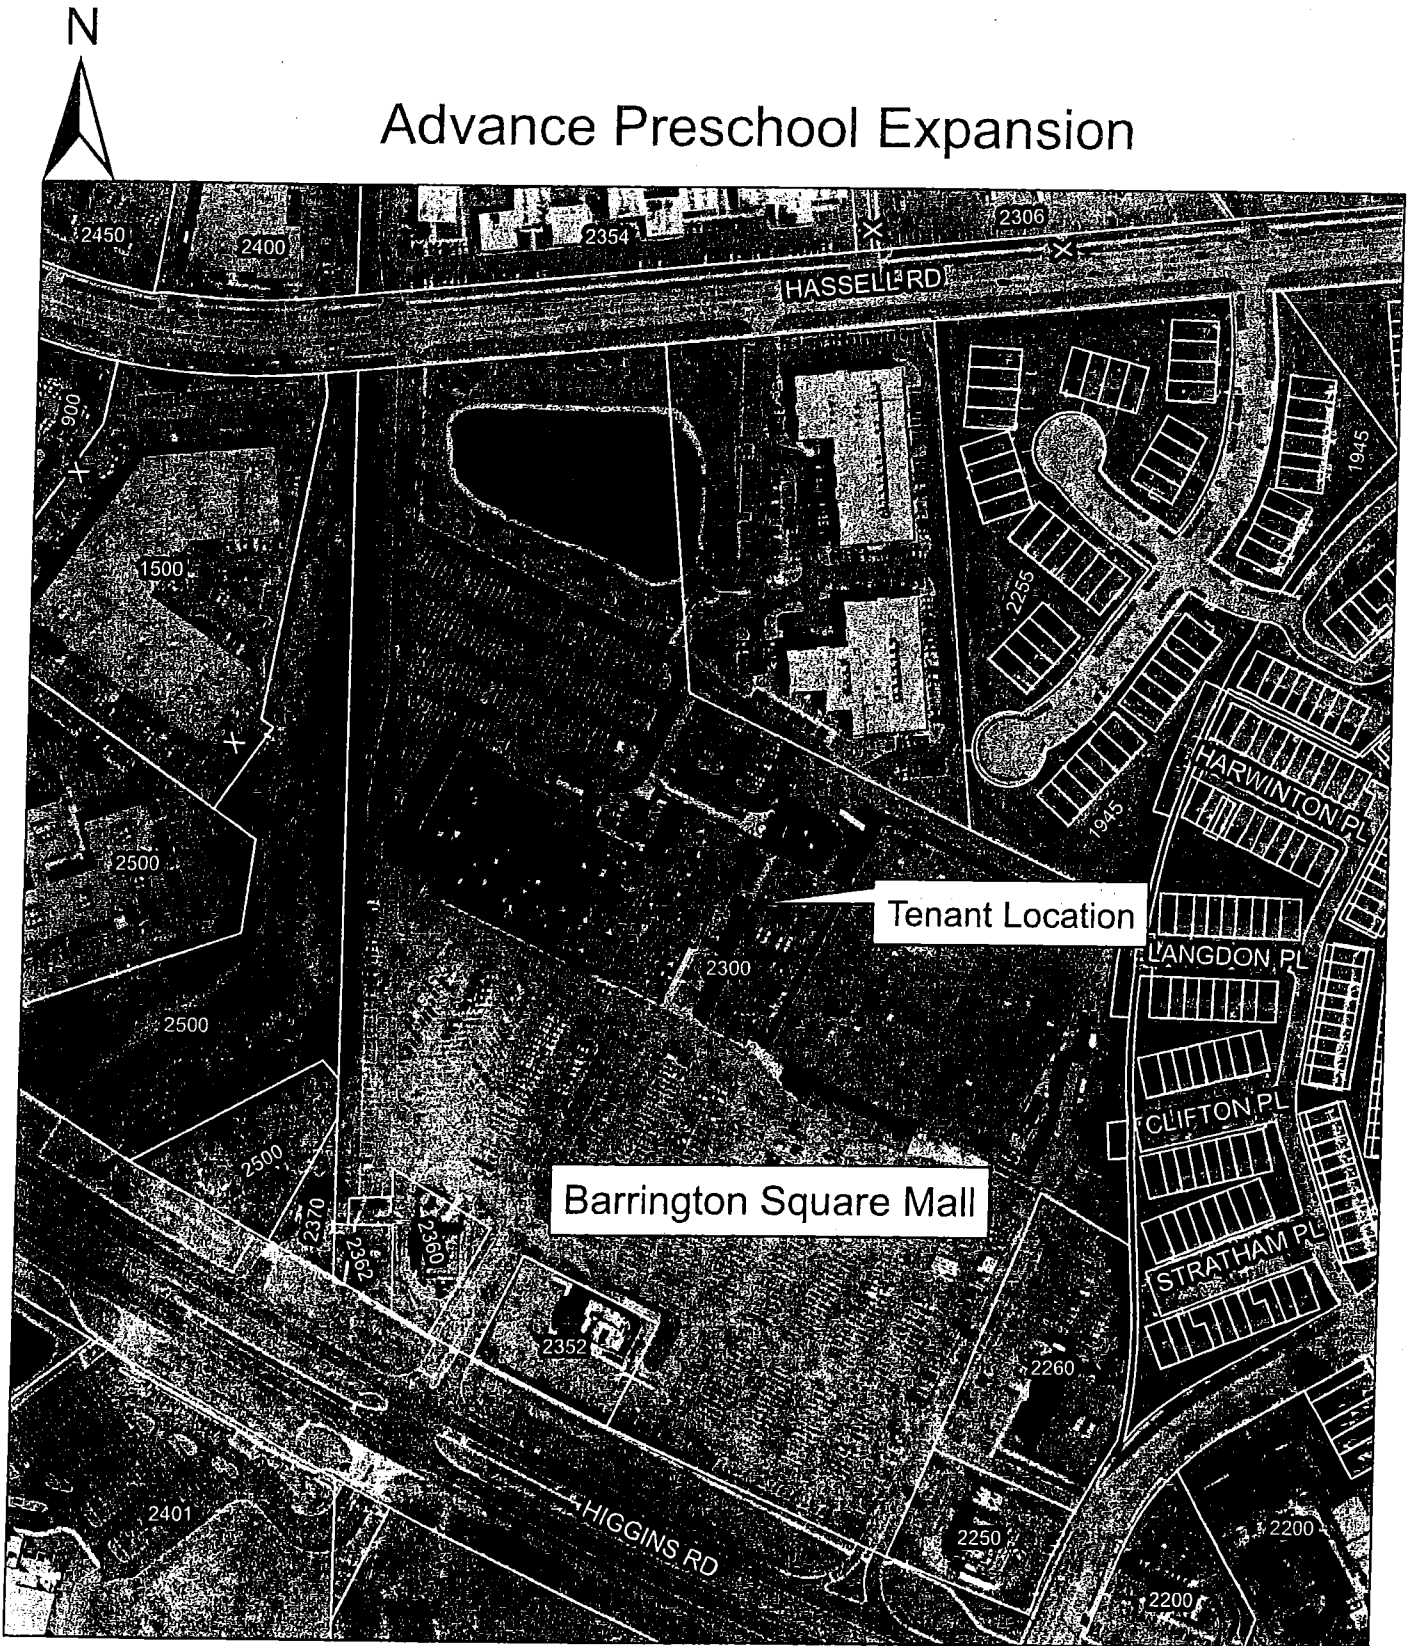 N
Advance Preschool Expansion
2450
2400
2354
2306
HASSELL RD
900
1945
1500
2255
HARWINTON PL
1945
2500
Tenant Location
LANGDON PL
2300
2500
CLIFTON PL
2500
Barrington Square Mall
2370
2362
2360
STRATHAM PL
2352
2260
2401
HIGGINS RD
2250
2200
2200